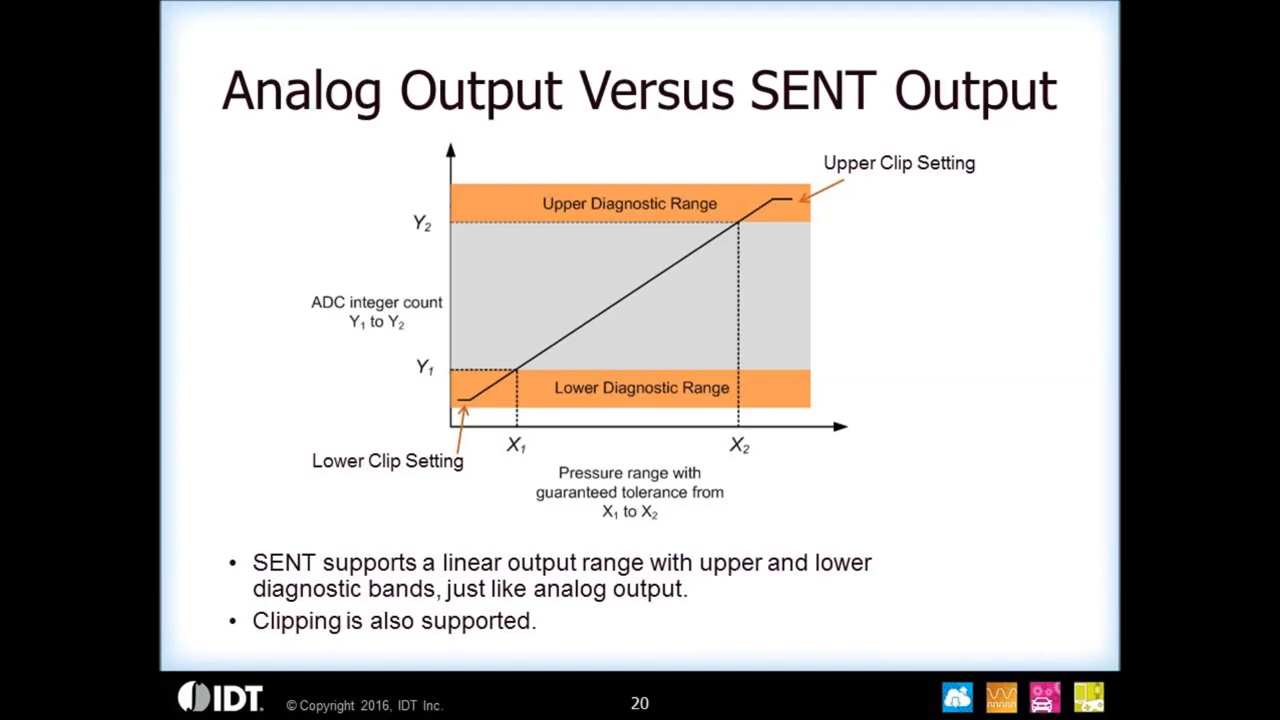 Analog Output Versus SENT Output
Upper Clip Setting
Upper Diagnostic Range
Y₂
ADC integer count
Y₁ to Y₂
Y₁
Lower Diagnostic Range
X₁
X₂
Lower Clip Setting
Pressure range with
guaranteed tolerance from
X₁ to X₂
• SENT supports a linear output range with upper and lower
diagnostic bands, just like analog output.
• Clipping is also supported.
IDT.
© Copyright 2016, IDT Inc.
20